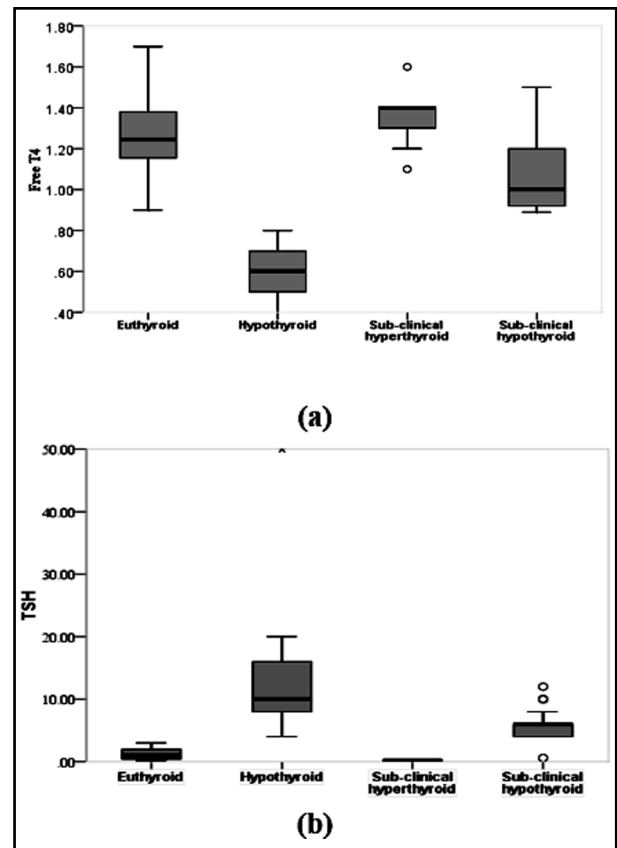 1.80
1.60
1.40
1.20
1.00
.80
.60
.40
Free T4
Euthyroid
Hypothyroid
Sub-clinical
hyperthyroid
Sub-clinical
hypothyroid
(a)
50.00
40.00
30.00
20.00
10.00
.00
TSH
Euthyroid
Hypothyroid
Sub-clinical
hyperthyroid
Sub-clinical
hypothyroid
(b)